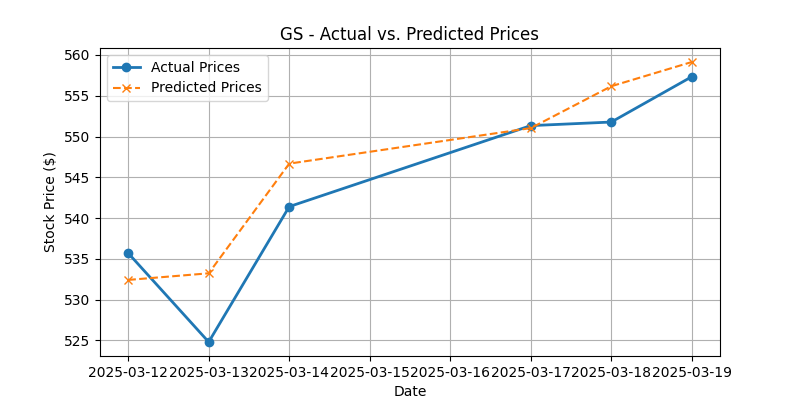 GS - Actual vs. Predicted Prices
560
555
550
545
540
535
530
525
Stock Price ($)
Actual Prices
Predicted Prices
2025-03-12 2025-03-13 2025-03-14 2025-03-15 2025-03-16 2025-03-17 2025-03-18 2025-03-19
Date